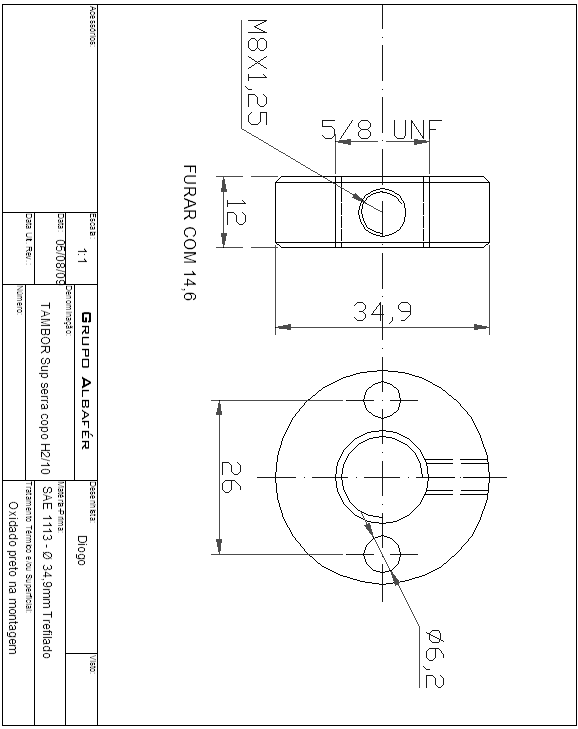 M8X1,25
5/8 UNF
12
FURAR COM 14,6
34,9
26
Ø6,2
Acessórios:
Escala:
1:1
Data:
05/08/09
Data Ult. Rev.:
GRUPO ALBAFÉR
Denominação:
TAMBOR Sup serra copo H2/10
Número:
Desenhista:
Diogo
Visto:
Matéria-Prima:
SAE 1113 - Ø 34,9mm Trefilado
Tratamento Térmico e/ou Superficial:
Oxidado preto na montagem